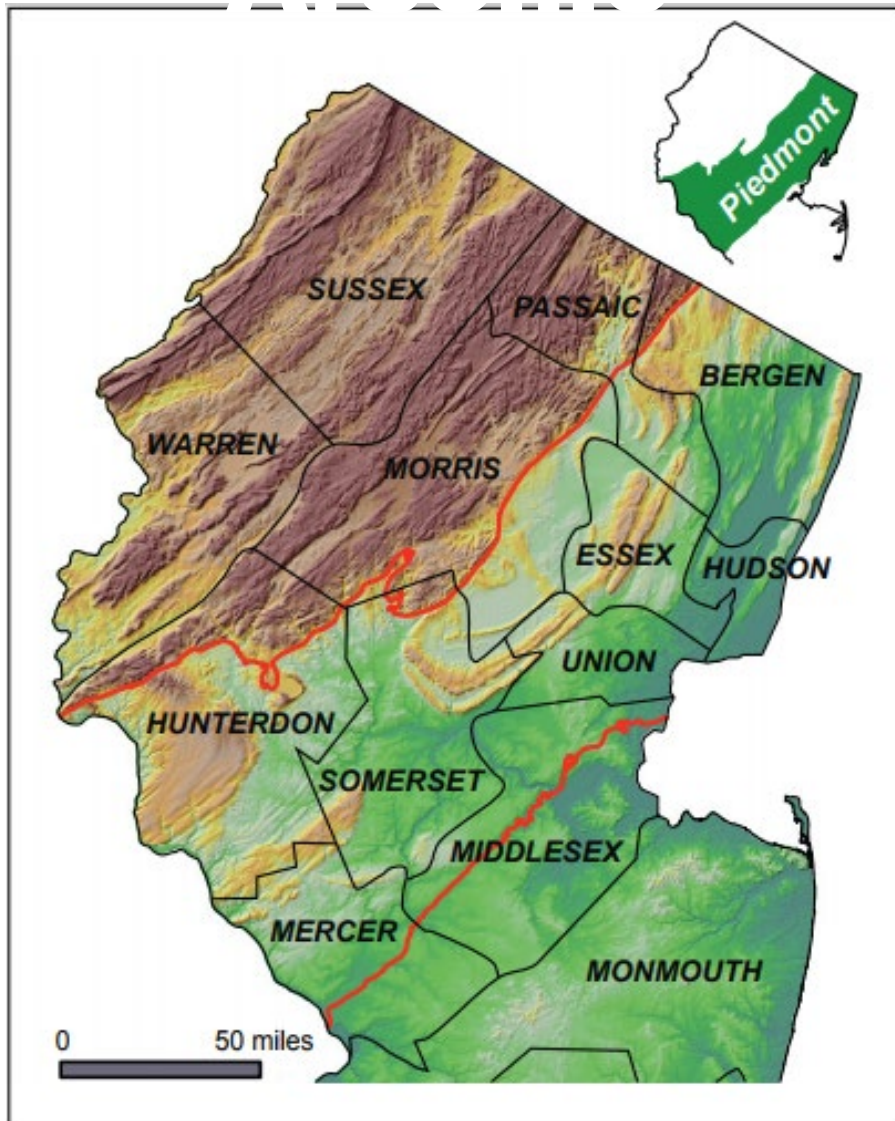 Piedmont
SUSSEX
PASSAIC
BERGEN
WARREN
MORRIS
ESSEX
HUDSON
UNION
HUNTERDON
SOMERSET
MIDDLESEX
MERCER
MONMOUTH
0 50 miles